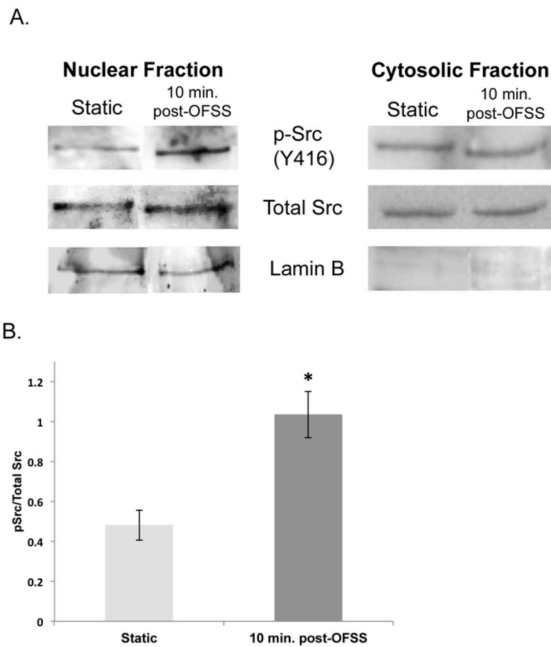 A.
Nuclear Fraction
Static
10 min.
post-OFSS
p-Src
(Y416)
Total Src
Lamin B
Cytosolic Fraction
Static
10 min.
post-OFSS
B.
pSrc/Total Src
1.2
1
0.8
0.6
0.4
0.2
0
*
Static
10 min. post-OFSS